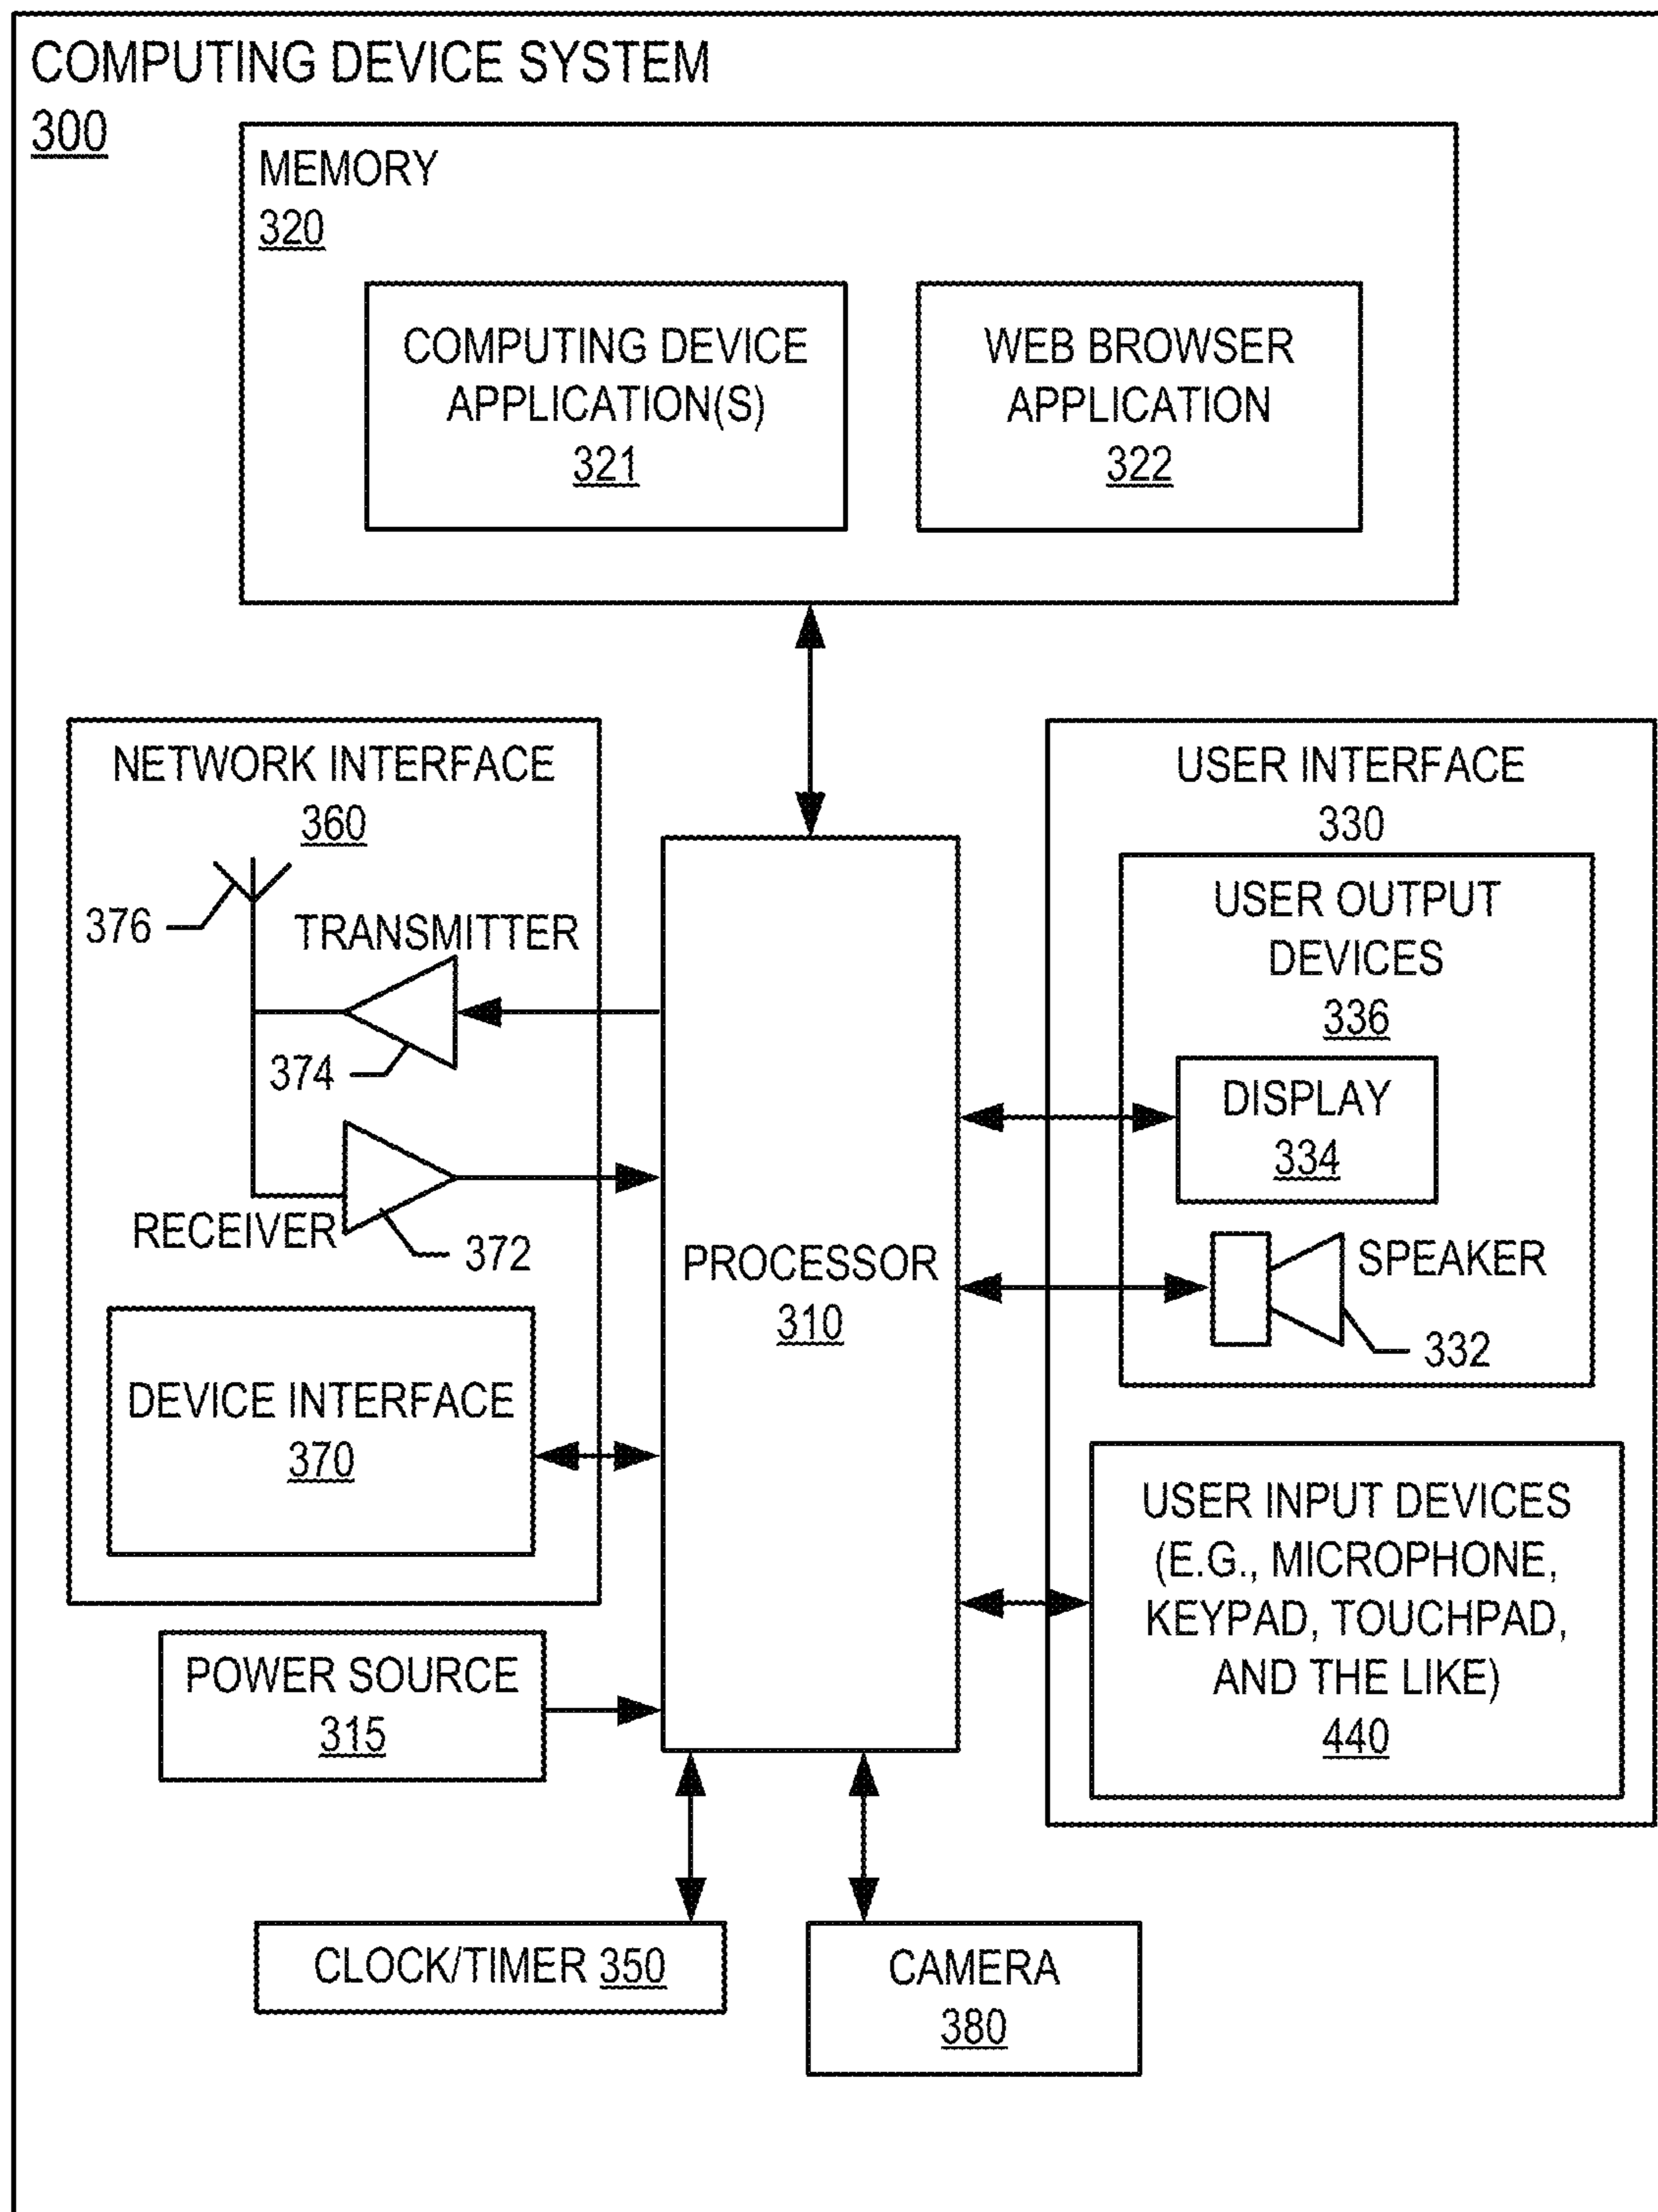 COMPUTING DEVICE SYSTEM
300
MEMORY
320
COMPUTING DEVICE
APPLICATION(S)
321
WEB BROWSER
APPLICATION
322
NETWORK INTERFACE
360
376
TRANSMITTER
374
RECEIVER
372
DEVICE INTERFACE
370
POWER SOURCE
315
PROCESSOR
310
USER INTERFACE
330
USER OUTPUT
DEVICES
336
DISPLAY
334
SPEAKER
332
USER INPUT DEVICES
(E.G., MICROPHONE,
KEYPAD, TOUCHPAD,
AND THE LIKE)
440
CLOCK/TIMER 350
CAMERA
380